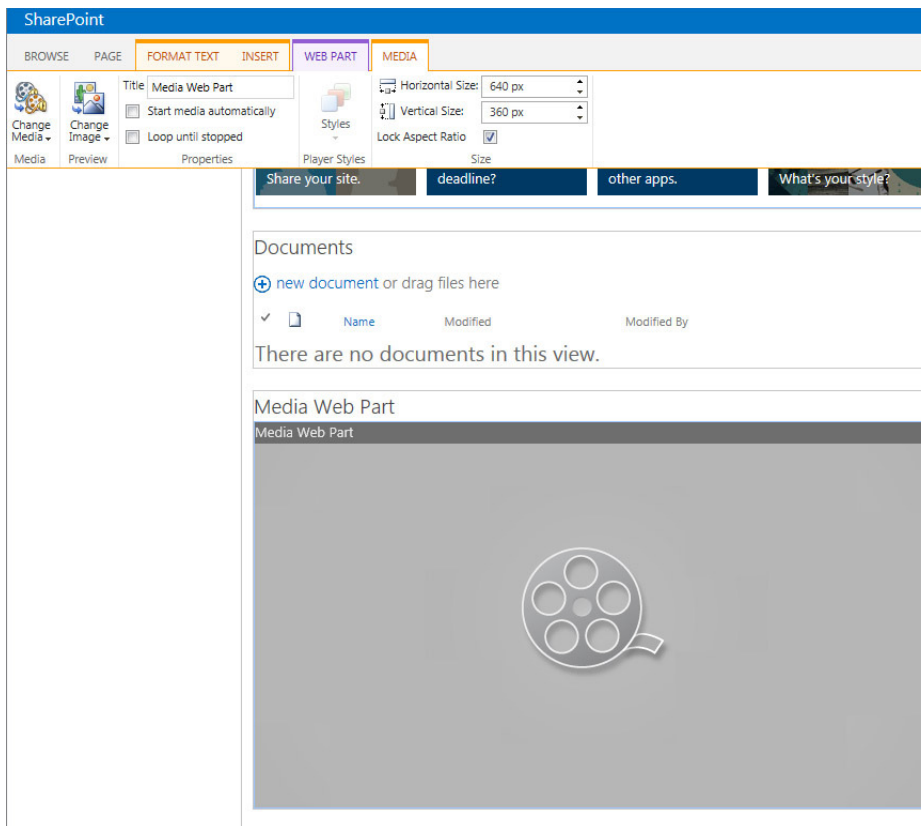 SharePoint
BROWSE PAGE FORMAT TEXT INSERT WEB PART MEDIA
Change Media
Media
Change Image
Preview
Title Media Web Part
Start media automatically
Loop until stopped
Properties
Styles
Player Styles
Horizontal Size: 640 px
Vertical Size: 360 px
Lock Aspect Ratio
Size
Share your site. deadline? other apps. What's your style?
Documents
new document or drag files here
Name Modified Modified By
There are no documents in this view.
Media Web Part
Media Web Part